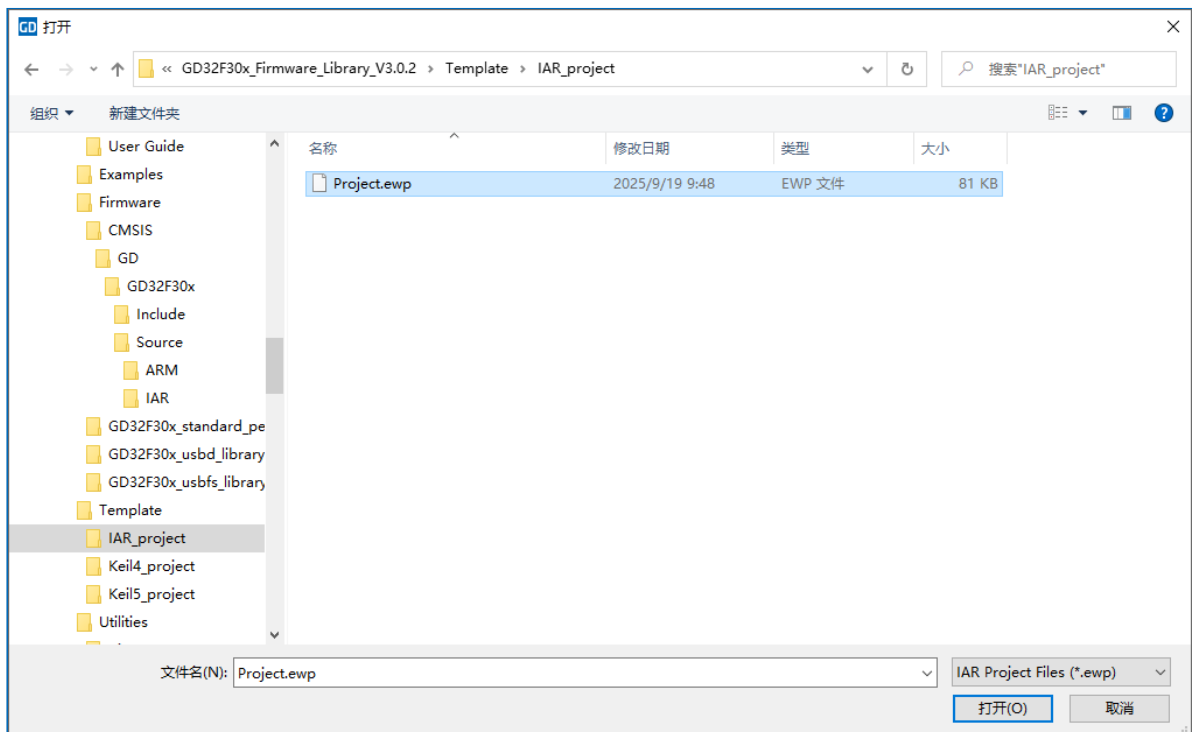 GD 打开
« GD32F30x_Firmware_Library_V3.0.2 › Template › IAR_project
搜索"IAR_project"
组织 新建文件夹
User Guide
Examples
Firmware
CMSIS
GD
GD32F30x
Include
Source
ARM
IAR
GD32F30x_standard_pe
GD32F30x_usbd_library
GD32F30x_usbfs_library
Template
IAR_project
Keil4_project
Keil5_project
Utilities
名称 修改日期 类型 大小
Project.ewp 2025/9/19 9:48 EWP 文件 81 KB
文件名(N): Project.ewp
IAR Project Files (*.ewp)
打开(O) 取消